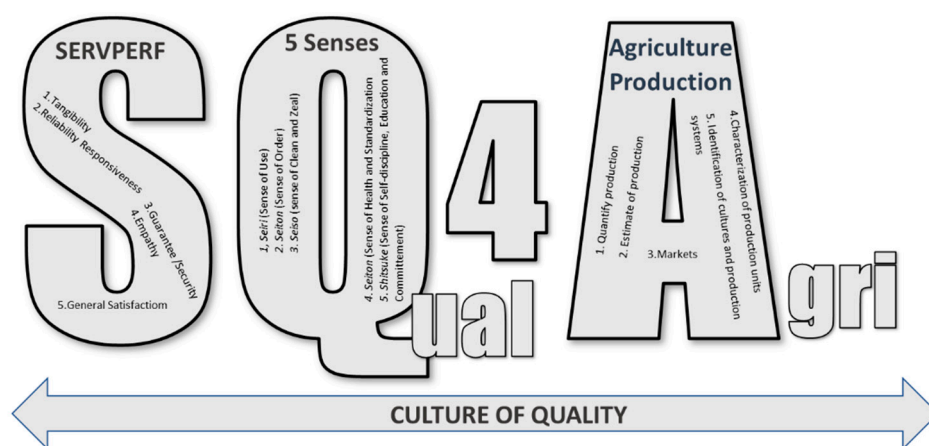 SERVPERF
1.Tangibility
2.Reliability Responsiveness
3.Guarantee /Security
4.Empathy
5.General Satisfactiom
5 Senses
1, Seiri (Sense of Use)
2. Seiton (Sense of Order)
3. Seiso (sense of Clean and Zeal)
4. Seiton (Sense of Health and Standardization
5. Shitsuke (Sense of Self-discipline, Education and
Committement)
SQ4A
ual
gri
Agriculture
Production
1. Quantify production
2. Estimate of production
3.Markets
4.Characterization of production units
5. Identification of cultures and production
systems
CULTURE OF QUALITY